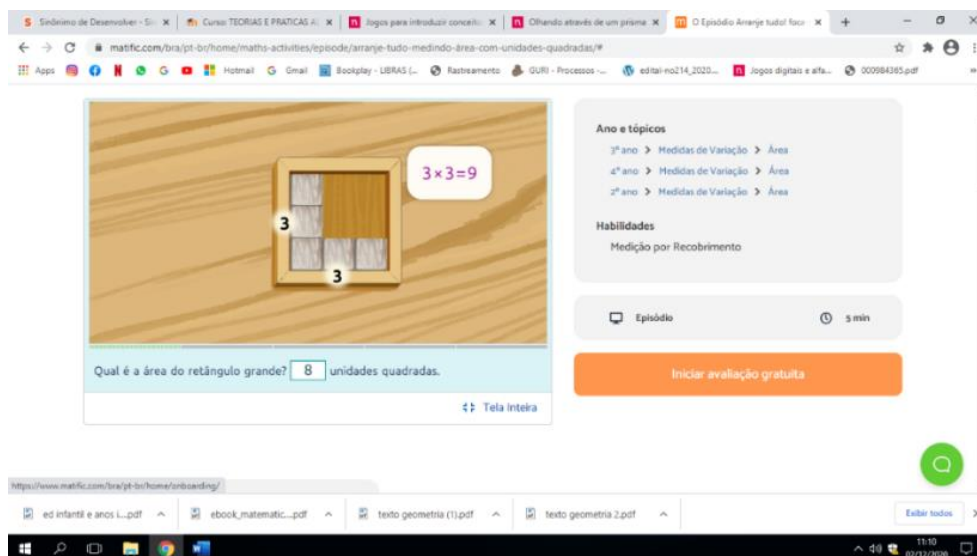 Sinônimo de Desenvolver - Si
Curso: TEORIAS E PRATICAS A
Jogos para introduzir conceito
Olhando através de um prisma
O Episódio Arranje tudo! foca
matific.com/bra/pt-br/home/maths-activities/episode/arranje-tudo-medindo-área-com-unidades-quadradas/#
Apps
Hotmail
Gmail
Bookplay - LIBRAS (...
Rastreamento
GURI - Processos -...
edital-no214_2020...
Jogos digitais e alfa...
000984365.pdf
3×3=9
3
3
Qual é a área do retângulo grande? 8 unidades quadradas.
Tela Inteira
Ano e tópicos
3º ano > Medidas de Variação > Área
4º ano > Medidas de Variação > Área
2º ano > Medidas de Variação > Área
Habilidades
Medição por Recobrimento
Episódio
5 min
Iniciar avaliação gratuita
https://www.matific.com/bra/pt-br/home/onboarding/
ed infantil e anos i....pdf
ebook_matematic....pdf
texto geometria (1).pdf
texto geometria 2.pdf
Exibir todos
11:10
02/12/2020